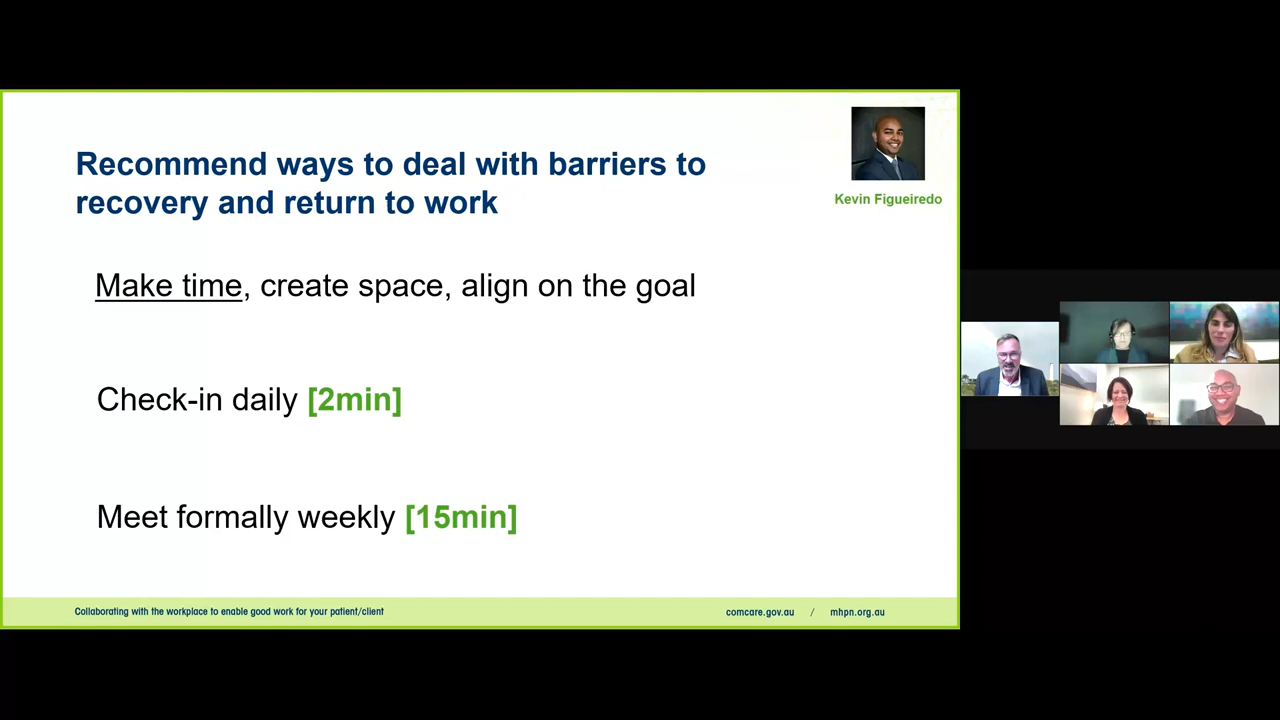 Recommend ways to deal with barriers to
recovery and return to work
Kevin Figueiredo
Make time, create space, align on the goal
Check-in daily [2min]
Meet formally weekly [15min]
Collaborating with the workplace to enable good work for your patient/client
comcare.gov.au / mhpn.org.au